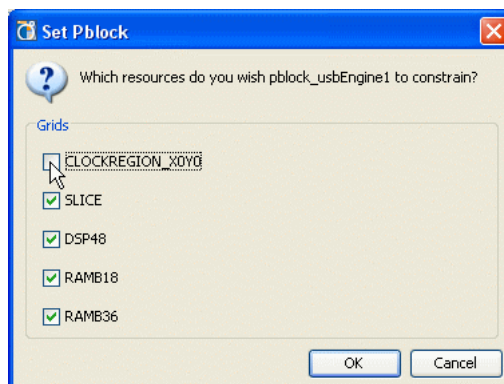 Set Pblock
Which resources do you wish pblock_usbEngine1 to constrain?
Grids
CLOCKREGION_X0Y0
SLICE
DSP48
RAMB18
RAMB36
OK Cancel